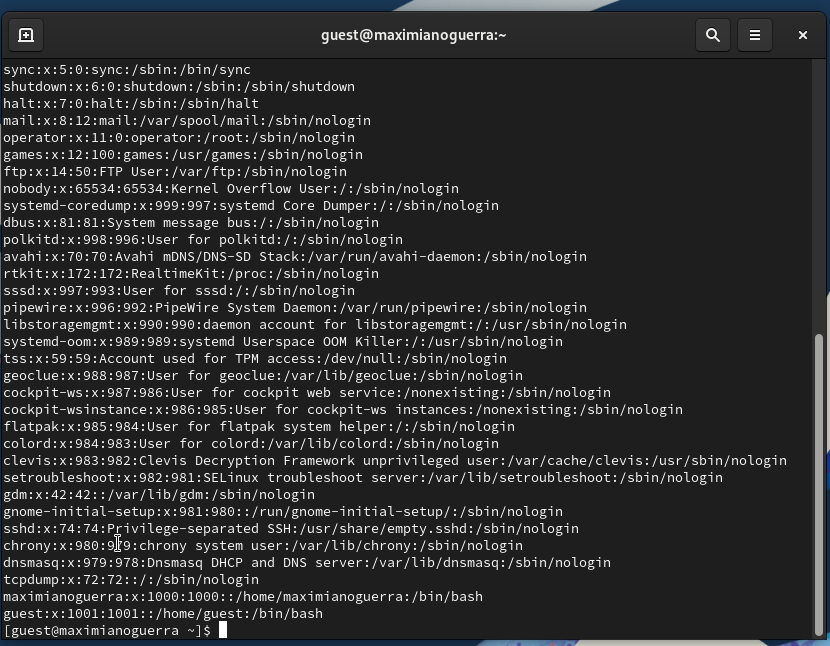 guest@maximianoguerra:~
sync:x:5:0:sync:/sbin:/bin/sync
shutdown:x:6:0:shutdown:/sbin:/sbin/shutdown
halt:x:7:0:halt:/sbin:/sbin/halt
mail:x:8:12:mail:/var/spool/mail:/sbin/nologin
operator:x:11:0:operator:/root:/sbin/nologin
games:x:12:100:games:/usr/games:/sbin/nologin
ftp:x:14:50:FTP User:/var/ftp:/sbin/nologin
nobody:x:65534:65534:Kernel Overflow User:/:/sbin/nologin
systemd-coredump:x:999:997:systemd Core Dumper:/:/sbin/nologin
dbus:x:81:81:System message bus:/:/sbin/nologin
polkitd:x:998:996:User for polkitd:/:/sbin/nologin
avahi:x:70:70:Avahi mDNS/DNS-SD Stack:/var/run/avahi-daemon:/sbin/nologin
rtkit:x:172:172:RealtimeKit:/proc:/sbin/nologin
sssd:x:997:993:User for sssd:/:/sbin/nologin
pipewire:x:996:992:PipeWire System Daemon:/var/run/pipewire:/sbin/nologin
libstoragemgmt:x:990:990:daemon account for libstoragemgmt:/:/usr/sbin/nologin
systemd-oom:x:989:989:systemd Userspace OOM Killer:/:/usr/sbin/nologin
tss:x:59:59:Account used for TPM access:/dev/null:/sbin/nologin
geoclue:x:988:987:User for geoclue:/var/lib/geoclue:/sbin/nologin
cockpit-ws:x:987:986:User for cockpit web service:/nonexisting:/sbin/nologin
cockpit-wsinstance:x:986:985:User for cockpit-ws instances:/nonexisting:/sbin/nologin
flatpak:x:985:984:User for flatpak system helper:/:/sbin/nologin
colord:x:984:983:User for colord:/var/lib/colord:/sbin/nologin
clevis:x:983:982:Clevis Decryption Framework unprivileged user:/var/cache/clevis:/usr/sbin/nologin
setroubleshoot:x:982:981:SELinux troubleshoot server:/var/lib/setroubleshoot:/sbin/nologin
gdm:x:42:42::/var/lib/gdm:/sbin/nologin
gnome-initial-setup:x:981:980::/run/gnome-initial-setup/:/sbin/nologin
sshd:x:74:74:Privilege-separated SSH:/usr/share/empty.sshd:/sbin/nologin
chrony:x:980:979:chrony system user:/var/lib/chrony:/sbin/nologin
dnsmasq:x:979:978:Dnsmasq DHCP and DNS server:/var/lib/dnsmasq:/sbin/nologin
tcpdump:x:72:72::/:/sbin/nologin
maximianoguerra:x:1000:1000::/home/maximianoguerra:/bin/bash
guest:x:1001:1001::/home/guest:/bin/bash
[guest@maximianoguerra ~]$